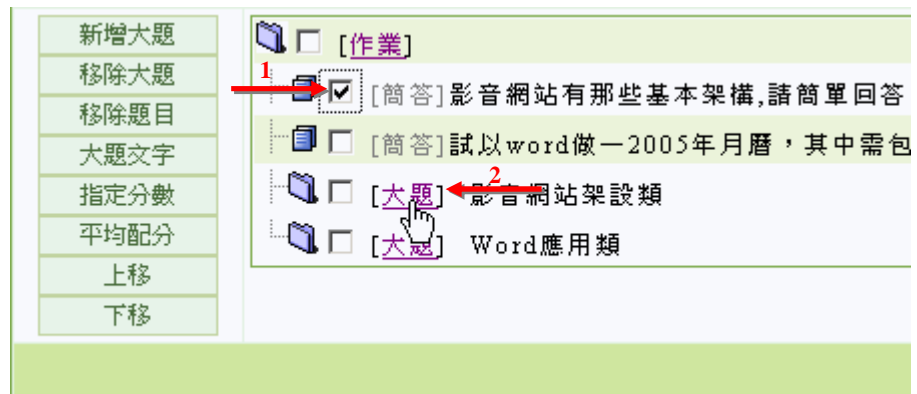 新增大題
移除大題
移除題目
大題文字
指定分數
平均配分
上移
下移
[作業]
1
[簡答]影音網站有那些基本架構,請簡單回答
[簡答]試以word做一2005年月曆，其中需包
2
[大題] 影音網站架設類
[大題] Word應用類